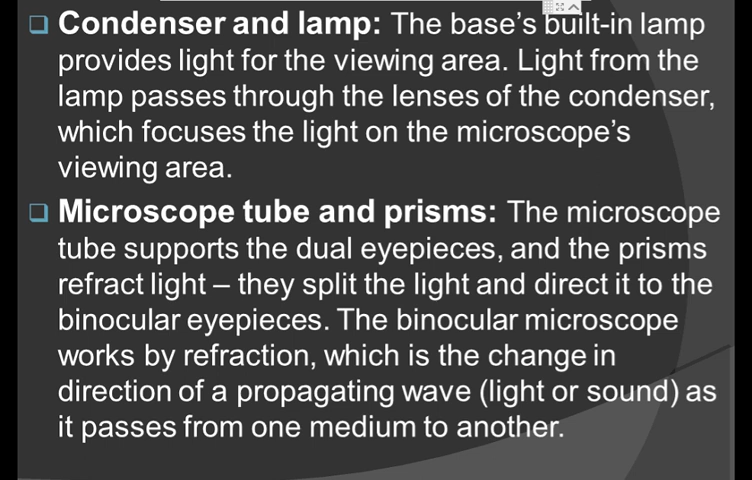 ❑ Condenser and lamp: The base's built-in lamp
provides light for the viewing area. Light from the
lamp passes through the lenses of the condenser,
which focuses the light on the microscope's
viewing area.
❑ Microscope tube and prisms: The microscope
tube supports the dual eyepieces, and the prisms
refract light – they split the light and direct it to the
binocular eyepieces. The binocular microscope
works by refraction, which is the change in
direction of a propagating wave (light or sound) as
it passes from one medium to another.